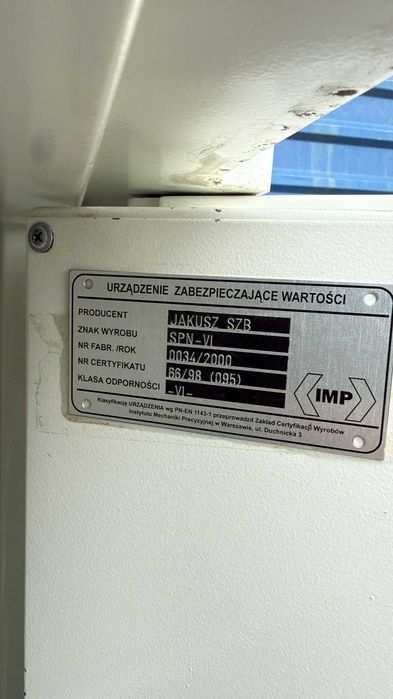 URZĄDZENIE ZABEZPIECZAJĄCE WARTOŚCI
PRODUCENT JAKUSZ SZB
ZNAK WYROBU SPN-VI
NR FABR. /ROK 0034/2000
NR CERTYFIKATU 66/98 (095)
KLASA ODPORNOŚCI -VI-
IMP
Klasyfikację URZĄDZENIA wg PN-EN 1143-1 przeprowadził Zakład Certyfikacji Wyrobów
Instytutu Mechaniki Precyzyjnej w Warszawie, ul. Duchnicka 3